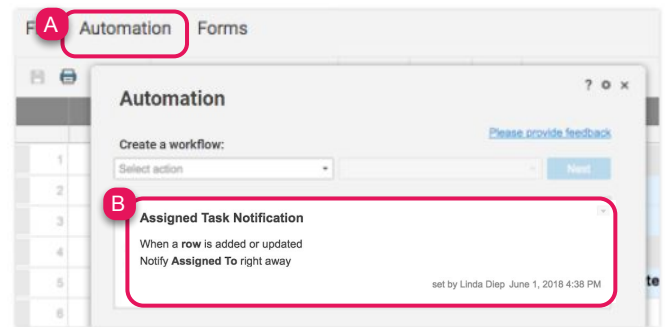 F
A
Automation Forms
? ✿ ×
Automation
Please provide feedback
Create a workflow:
Select action
Next
1
2
3
4
5
6
B
Assigned Task Notification
When a row is added or updated
Notify Assigned To right away
set by Linda Diep June 1, 2018 4:38 PM
te